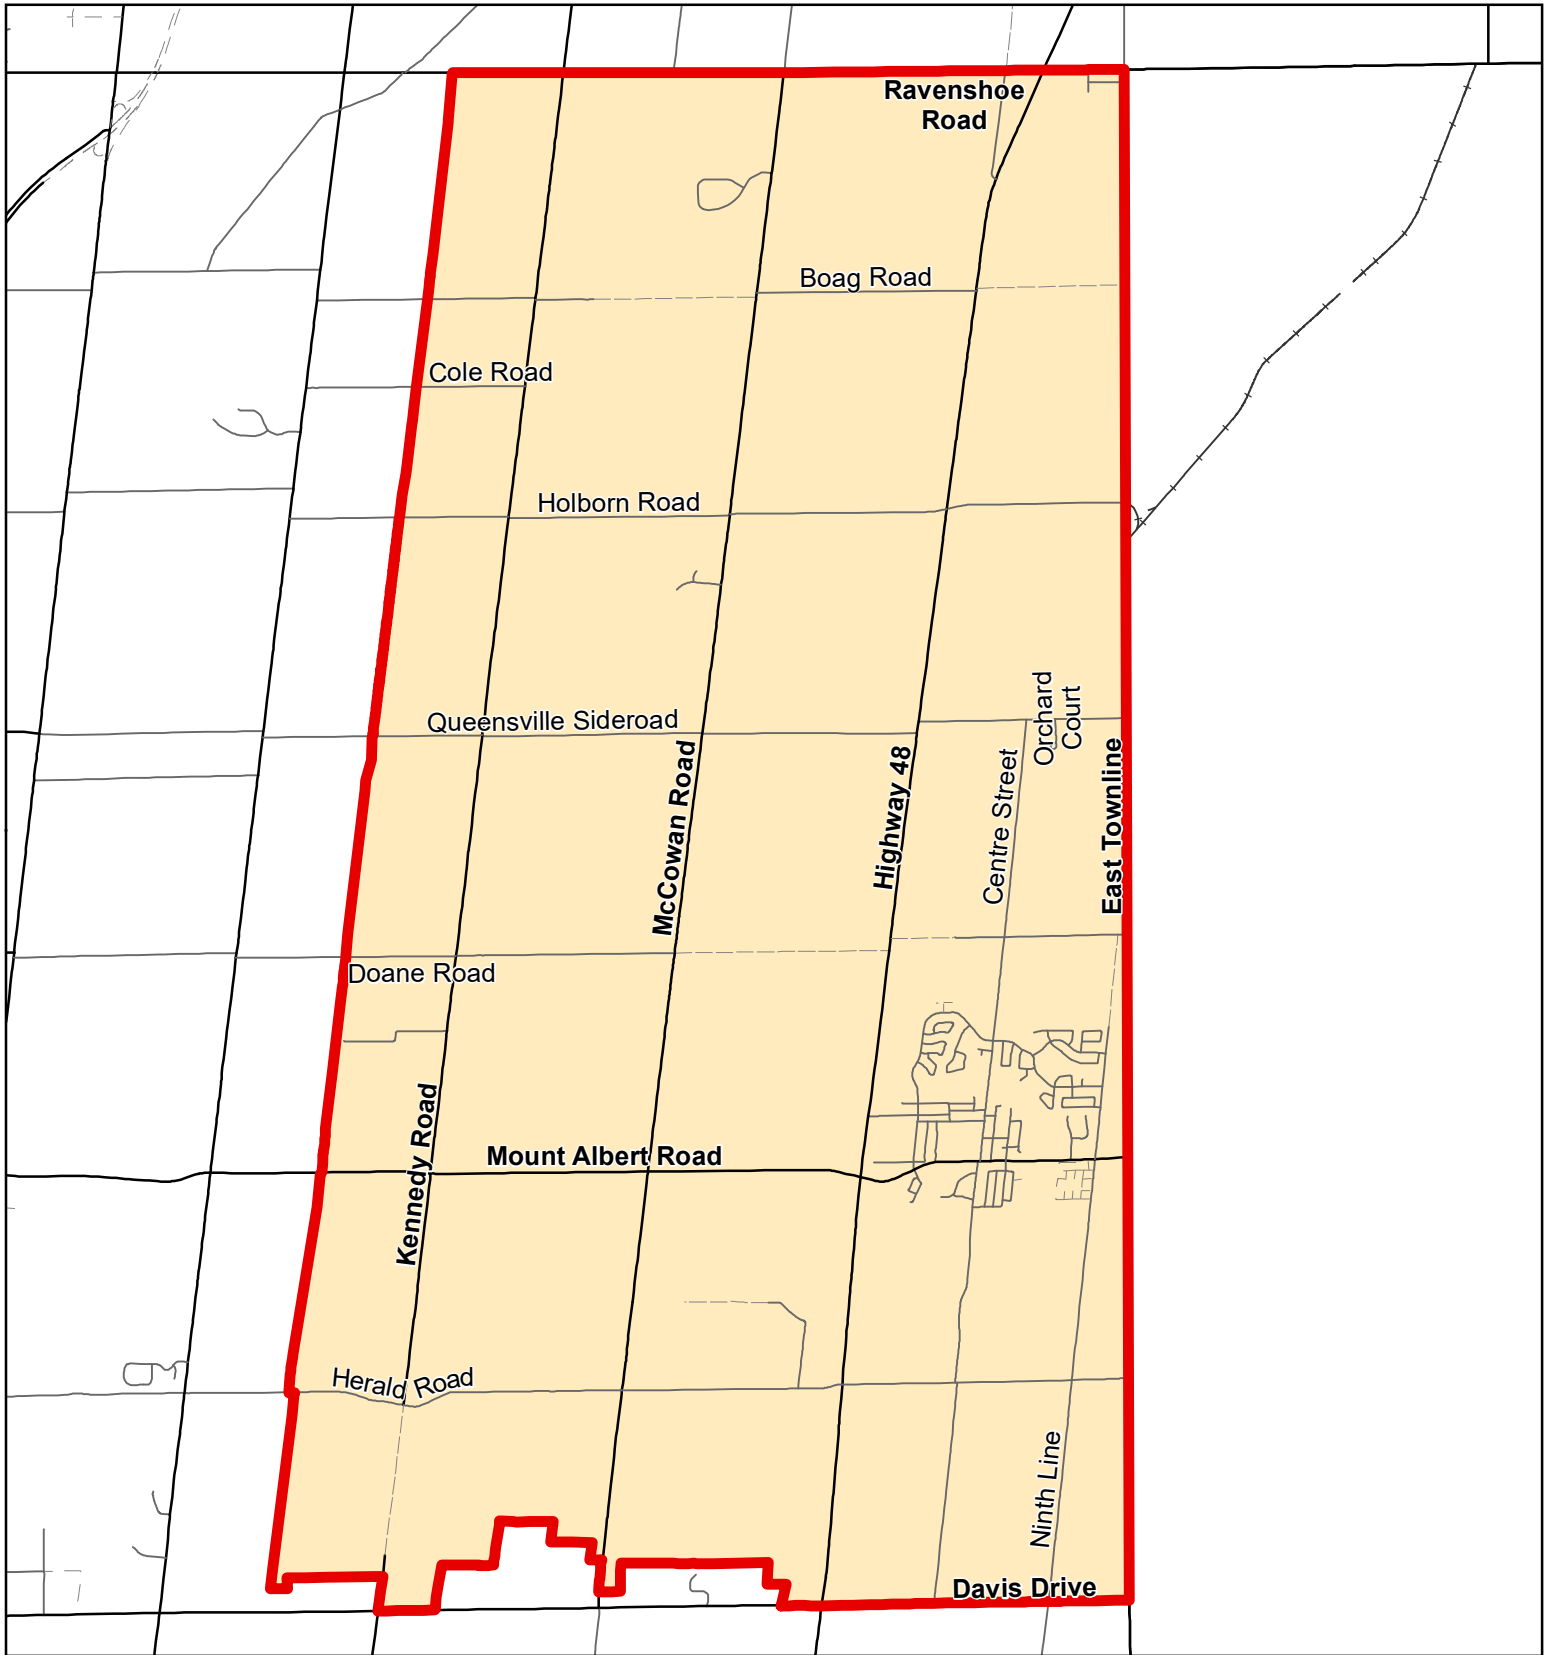 Ravenshoe
Road
Boag Road
Cole Road
Holborn Road
Orchard
Court
Queensville Sideroad
McCowan Road
Highway 48
Centre Street
East Townline
Doane Road
Kennedy Road
Mount Albert Road
Herald Road
Ninth Line
Davis Drive